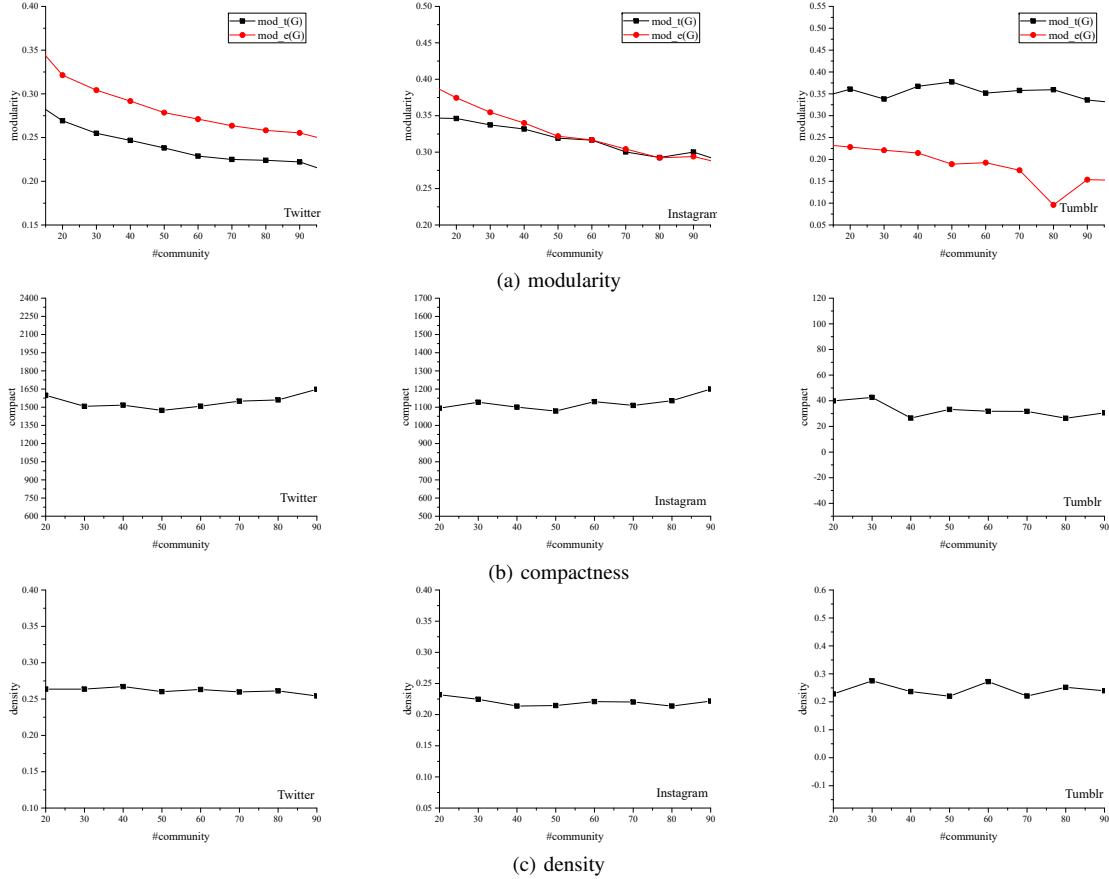 mod_t(G)
mod_e(G)
0.40
0.35
0.30
0.25
0.20
0.15
modularity
20 30 40 50 60 70 80 90
#community
Twitter
mod_t(G)
mod_e(G)
0.50
0.45
0.40
0.35
0.30
0.25
0.20
modularity
20 30 40 50 60 70 80 90
#community
Instagram
mod_t(G)
mod_e(G)
0.55
0.50
0.45
0.40
0.35
0.30
0.25
0.20
0.15
0.10
0.05
modularity
20 30 40 50 60 70 80 90
#community
Tumblr
(a) modularity
2400
2250
2100
1950
1800
1650
1500
1350
1200
1050
900
750
600
compact
20 30 40 50 60 70 80 90
#community
Twitter
1700
1600
1500
1400
1300
1200
1100
1000
900
800
700
600
500
compact
20 30 40 50 60 70 80 90
#community
Instagram
120
100
80
60
40
20
0
-20
-40
compact
20 30 40 50 60 70 80 90
#community
Tumblr
(b) compactness
0.40
0.35
0.30
0.25
0.20
0.15
0.10
density
20 30 40 50 60 70 80 90
#community
Twitter
0.40
0.35
0.30
0.25
0.20
0.15
0.10
0.05
density
20 30 40 50 60 70 80 90
#community
Instagram
0.6
0.5
0.4
0.3
0.2
0.1
0.0
-0.1
density
20 30 40 50 60 70 80 90
#community
Tumblr
(c) density